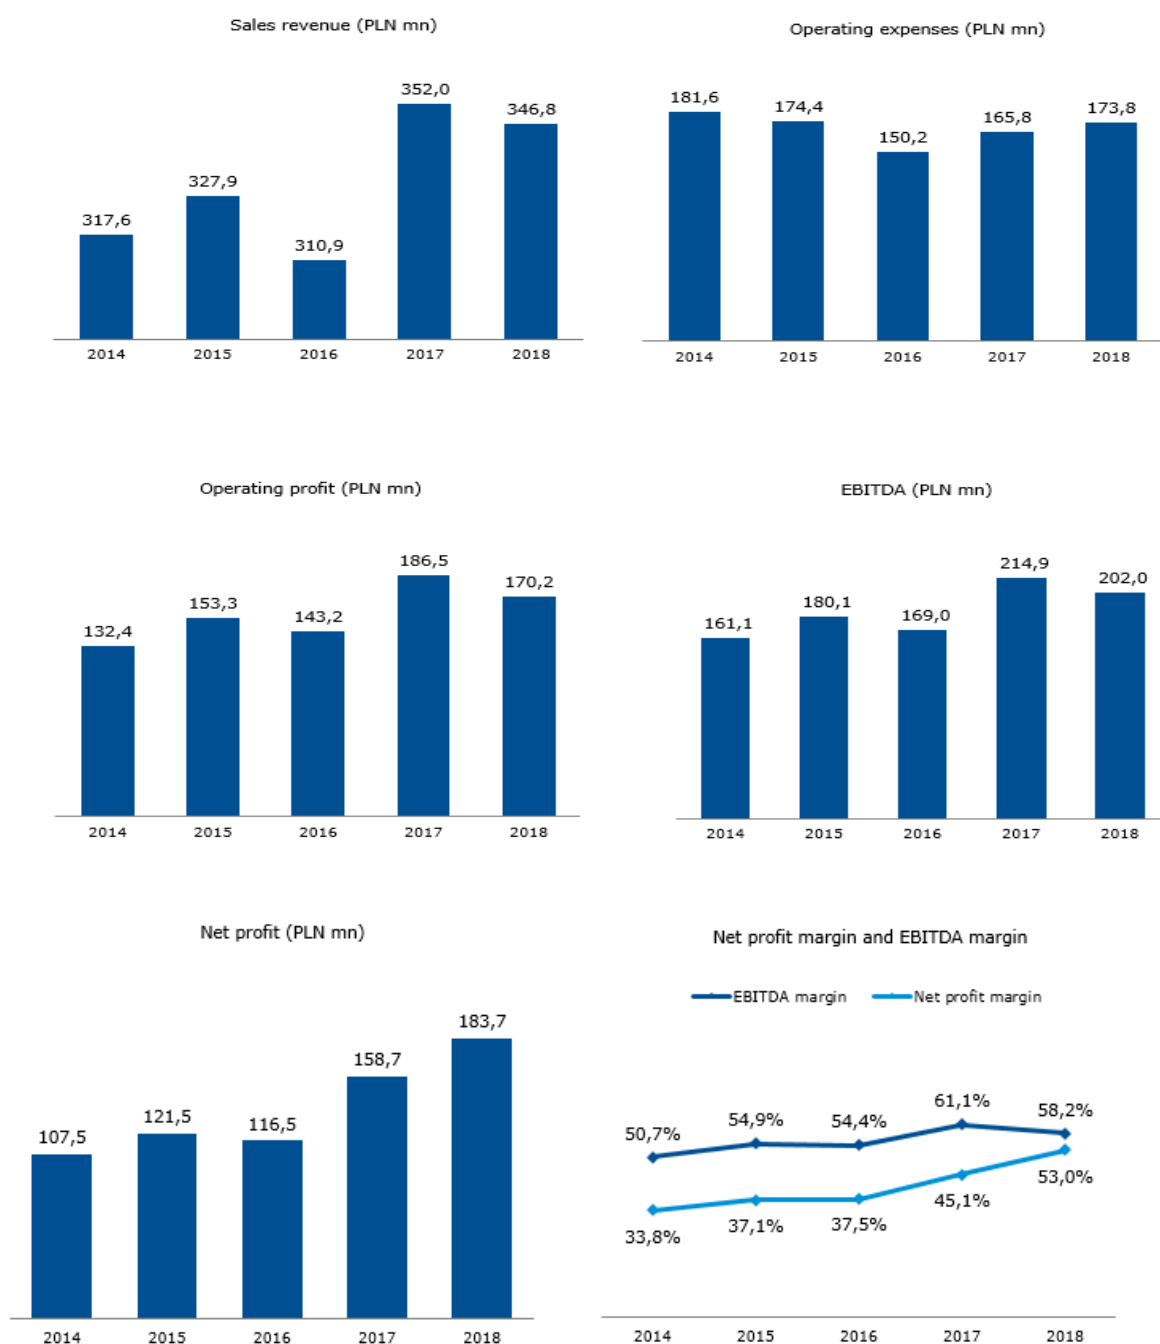 Sales revenue (PLN mn)
317,6
327,9
310,9
352,0
346,8
2014 2015 2016 2017 2018
Operating expenses (PLN mn)
181,6
174,4
150,2
165,8
173,8
2014 2015 2016 2017 2018
Operating profit (PLN mn)
132,4
153,3
143,2
186,5
170,2
2014 2015 2016 2017 2018
EBITDA (PLN mn)
161,1
180,1
169,0
214,9
202,0
2014 2015 2016 2017 2018
Net profit (PLN mn)
107,5
121,5
116,5
158,7
183,7
2014 2015 2016 2017 2018
Net profit margin and EBITDA margin
EBITDA margin Net profit margin
50,7%
54,9%
54,4%
61,1%
58,2%
33,8%
37,1%
37,5%
45,1%
53,0%
2014 2015 2016 2017 2018